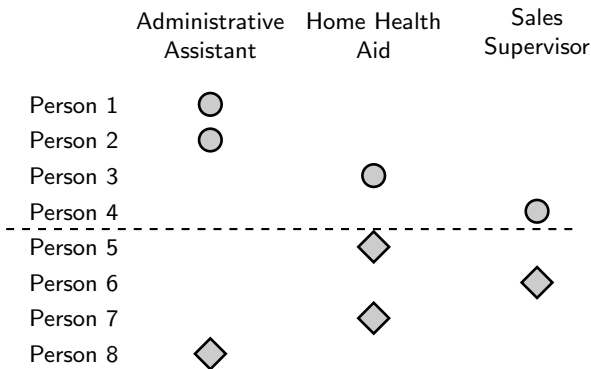 Administrative
Assistant
Home Health
Aid
Sales
Supervisor
Person 1
Person 2
Person 3
Person 4
Person 5
Person 6
Person 7
Person 8